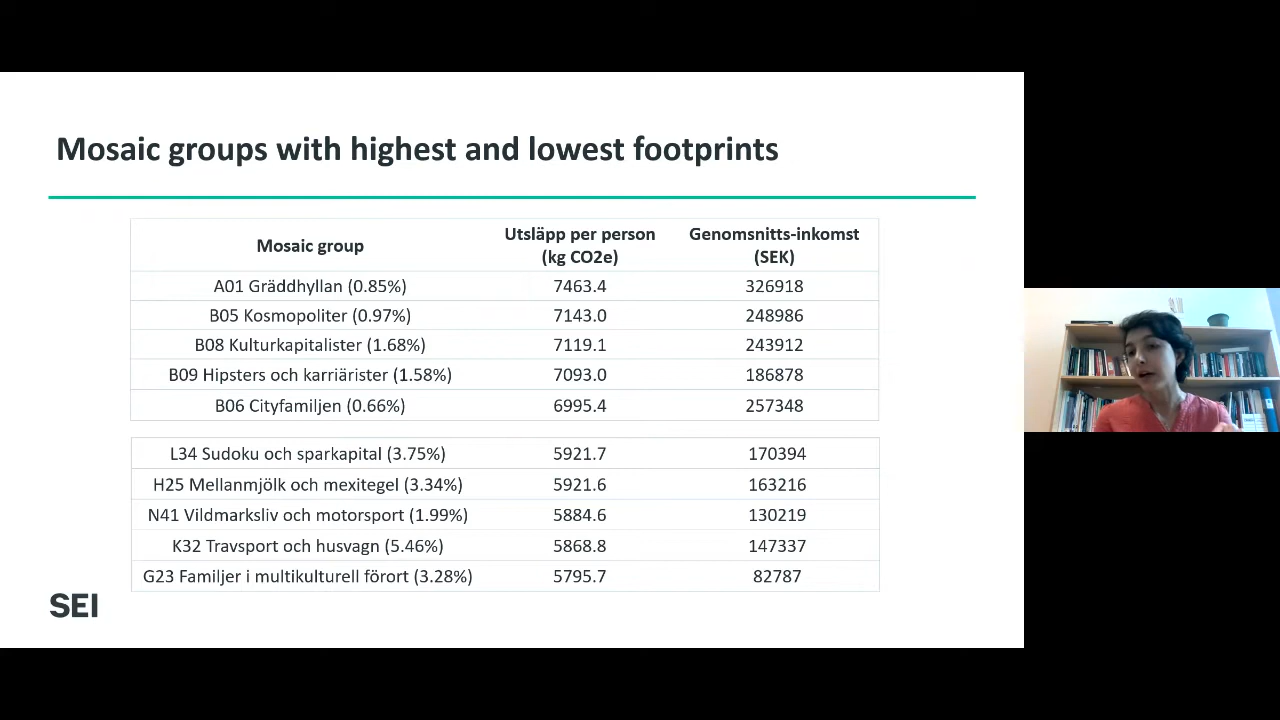 Mosaic groups with highest and lowest footprints
Mosaic group
Utsläpp per person
(kg CO2e)
Genomsnitts-inkomst
(SEK)
A01 Gräddhyllan (0.85%) 7463.4 326918
B05 Kosmopoliter (0.97%) 7143.0 248986
B08 Kulturkapitalister (1.68%) 7119.1 243912
B09 Hipsters och karriärister (1.58%) 7093.0 186878
B06 Cityfamiljen (0.66%) 6995.4 257348
L34 Sudoku och sparkapital (3.75%) 5921.7 170394
H25 Mellanmjölk och mexitegel (3.34%) 5921.6 163216
N41 Vildmarksliv och motorsport (1.99%) 5884.6 130219
K32 Travsport och husvagn (5.46%) 5868.8 147337
G23 Familjer i multikulturell förort (3.28%) 5795.7 82787
SEI